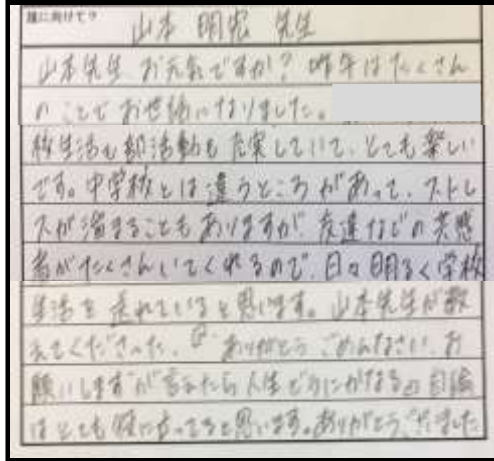 誰に向けて?
山本 明宏 先生
山本先生 お元気ですか? 昨年はたくさん
のことでお世話になりました。
校生活も部活動も充実していて、とても楽しい
です。中学校とは違うところがあって、ストレ
スが溜まることもありますが、友達などの共感
者がたくさんいてくれるので、日々明るく学校
生活を送れていると思います。山本先生が教
えてくださった、"ありがとう、ごめんなさい、お
願いします"が言えたら人生どうにかなるの自論
はとても役に立ってると思います。ありがとうございました